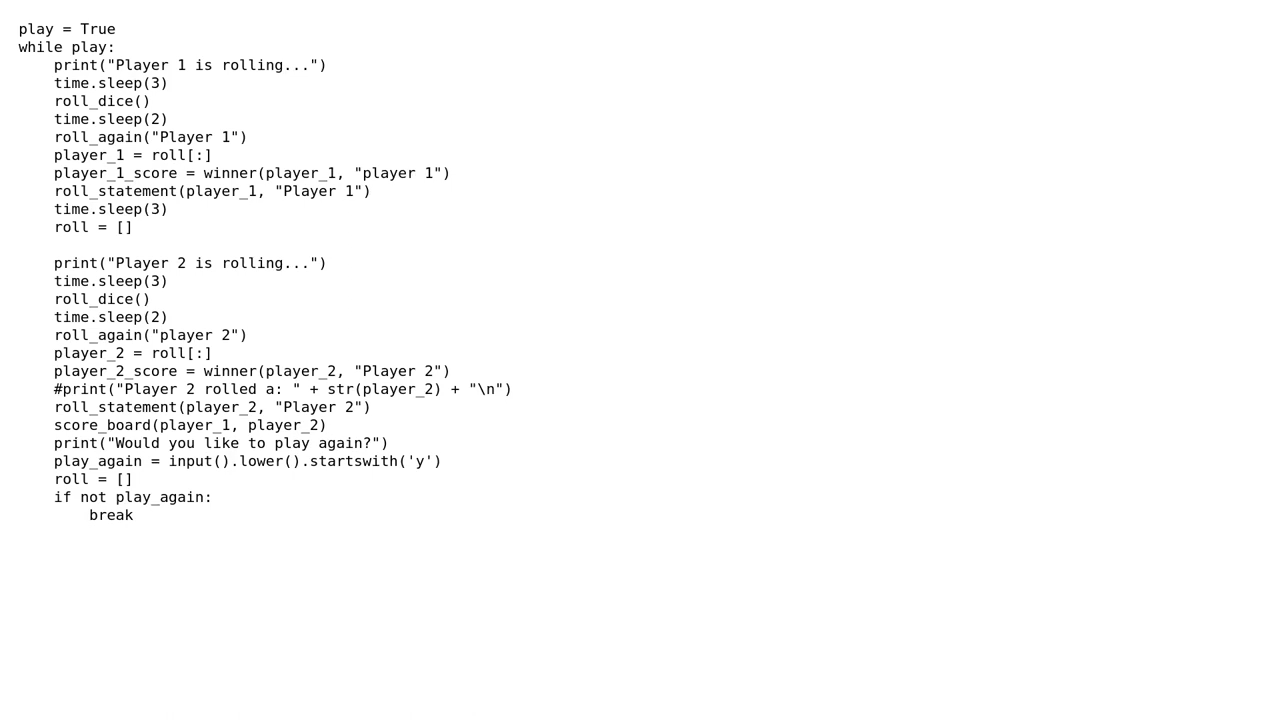 play = True
while play:
    print("Player 1 is rolling...")
    time.sleep(3)
    roll_dice()
    time.sleep(2)
    roll_again("Player 1")
    player_1 = roll[:]
    player_1_score = winner(player_1, "player 1")
    roll_statement(player_1, "Player 1")
    time.sleep(3)
    roll = []

    print("Player 2 is rolling...")
    time.sleep(3)
    roll_dice()
    time.sleep(2)
    roll_again("player 2")
    player_2 = roll[:]
    player_2_score = winner(player_2, "Player 2")
    #print("Player 2 rolled a: " + str(player_2) + "\n")
    roll_statement(player_2, "Player 2")
    score_board(player_1, player_2)
    print("Would you like to play again?")
    play_again = input().lower().startswith('y')
    roll = []
    if not play_again:
        break